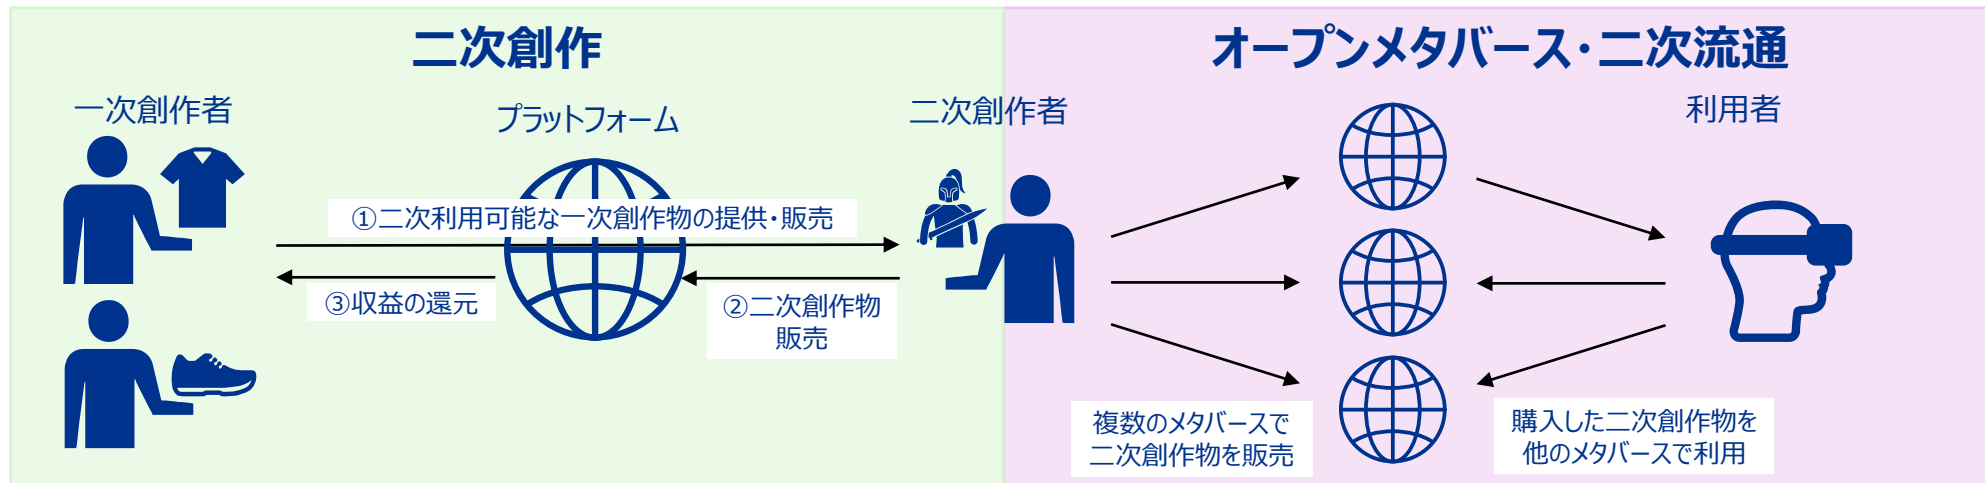 二次創作
オープンメタバース・二次流通
一次創作者
プラットフォーム
二次創作者
利用者
①二次利用可能な一次創作物の提供・販売
③収益の還元
②二次創作物
販売
複数のメタバースで
二次創作物を販売
購入した二次創作物を
他のメタバースで利用